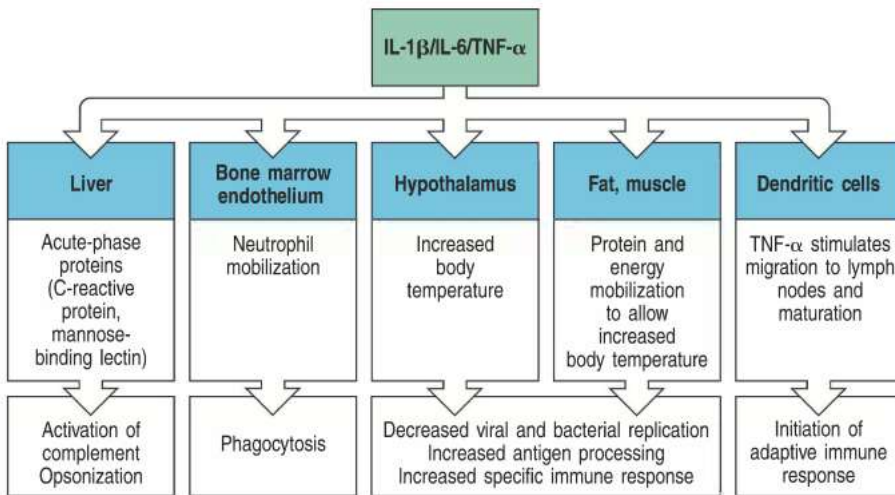 IL-1β/IL-6/TNF-α
Liver
Acute-phase
proteins
(C-reactive
protein,
mannose-
binding lectin)
Activation of
complement
Opsonization
Bone marrow
endothelium
Neutrophil
mobilization
Phagocytosis
Hypothalamus
Increased
body
temperature
Fat, muscle
Protein and
energy
mobilization
to allow
increased
body temperature
Decreased viral and bacterial replication
Increased antigen processing
Increased specific immune response
Dendritic cells
TNF-α stimulates
migration to lymph
nodes and
maturation
Initiation of
adaptive immune
response